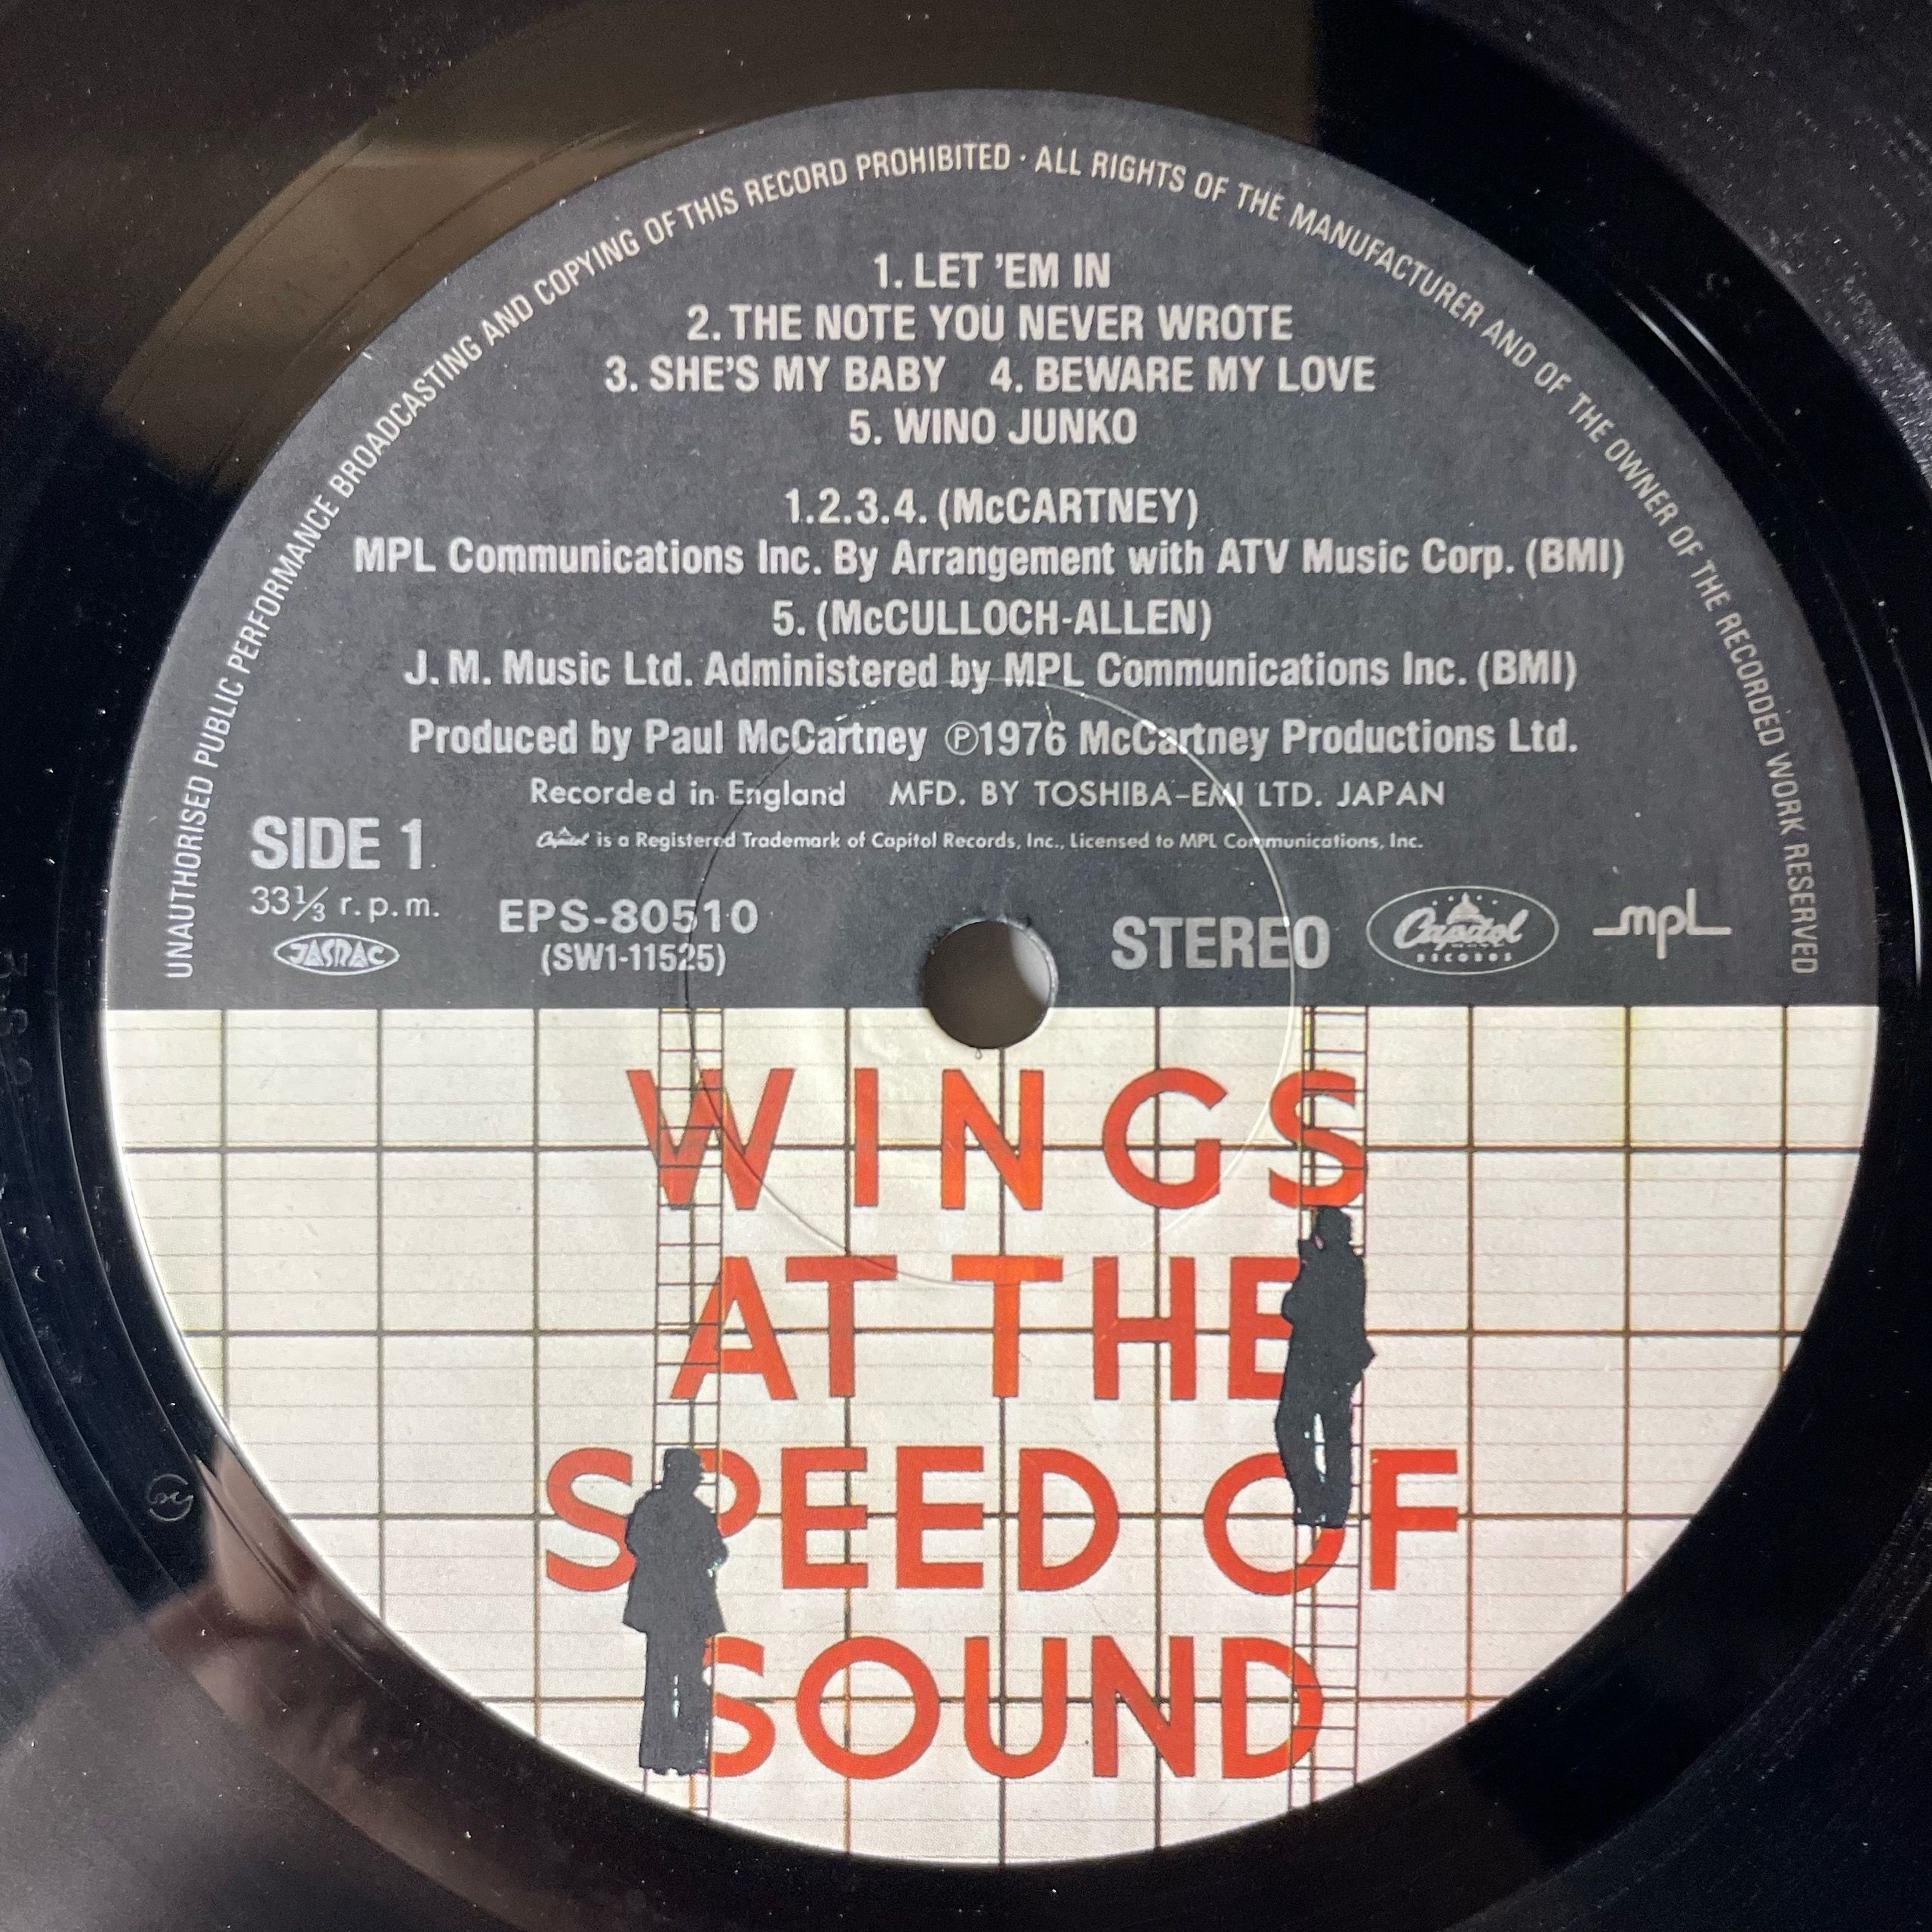 UNAUTHORISED PUBLIC PERFORMANCE BROADCASTING AND COPYING OF THIS RECORD PROHIBITED · ALL RIGHTS OF THE MANUFACTURER AND OF THE OWNER OF THE RECORDED WORK RESERVED
1. LET 'EM IN
2. THE NOTE YOU NEVER WROTE
3. SHE'S MY BABY 4. BEWARE MY LOVE
5. WINO JUNKO
1.2.3.4. (McCARTNEY)
MPL Communications Inc. By Arrangement with ATV Music Corp. (BMI)
5. (McCULLOCH-ALLEN)
J. M. Music Ltd. Administered by MPL Communications Inc. (BMI)
Produced by Paul McCartney ℗1976 McCartney Productions Ltd.
Recorded in England MFD. BY TOSHIBA-EMI LTD. JAPAN
Capitol is a Registered Trademark of Capitol Records, Inc., Licensed to MPL Communications, Inc.
SIDE 1
33⅓ r.p.m.
JASRAC
EPS-80510
(SW1-11525)
STEREO
Capitol
RECORDS
mpl
WINGS
AT THE
SPEED OF
SOUND